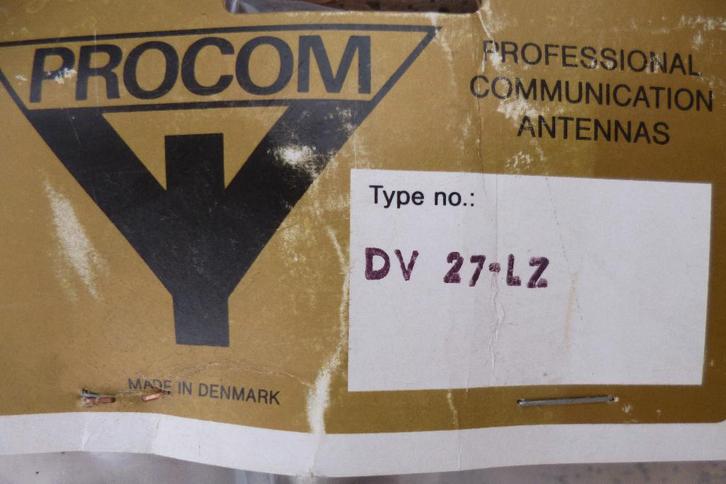 PROCOM
PROFESSIONAL
COMMUNICATION
ANTENNAS
Type no.:
DV 27-LZ
MADE IN DENMARK